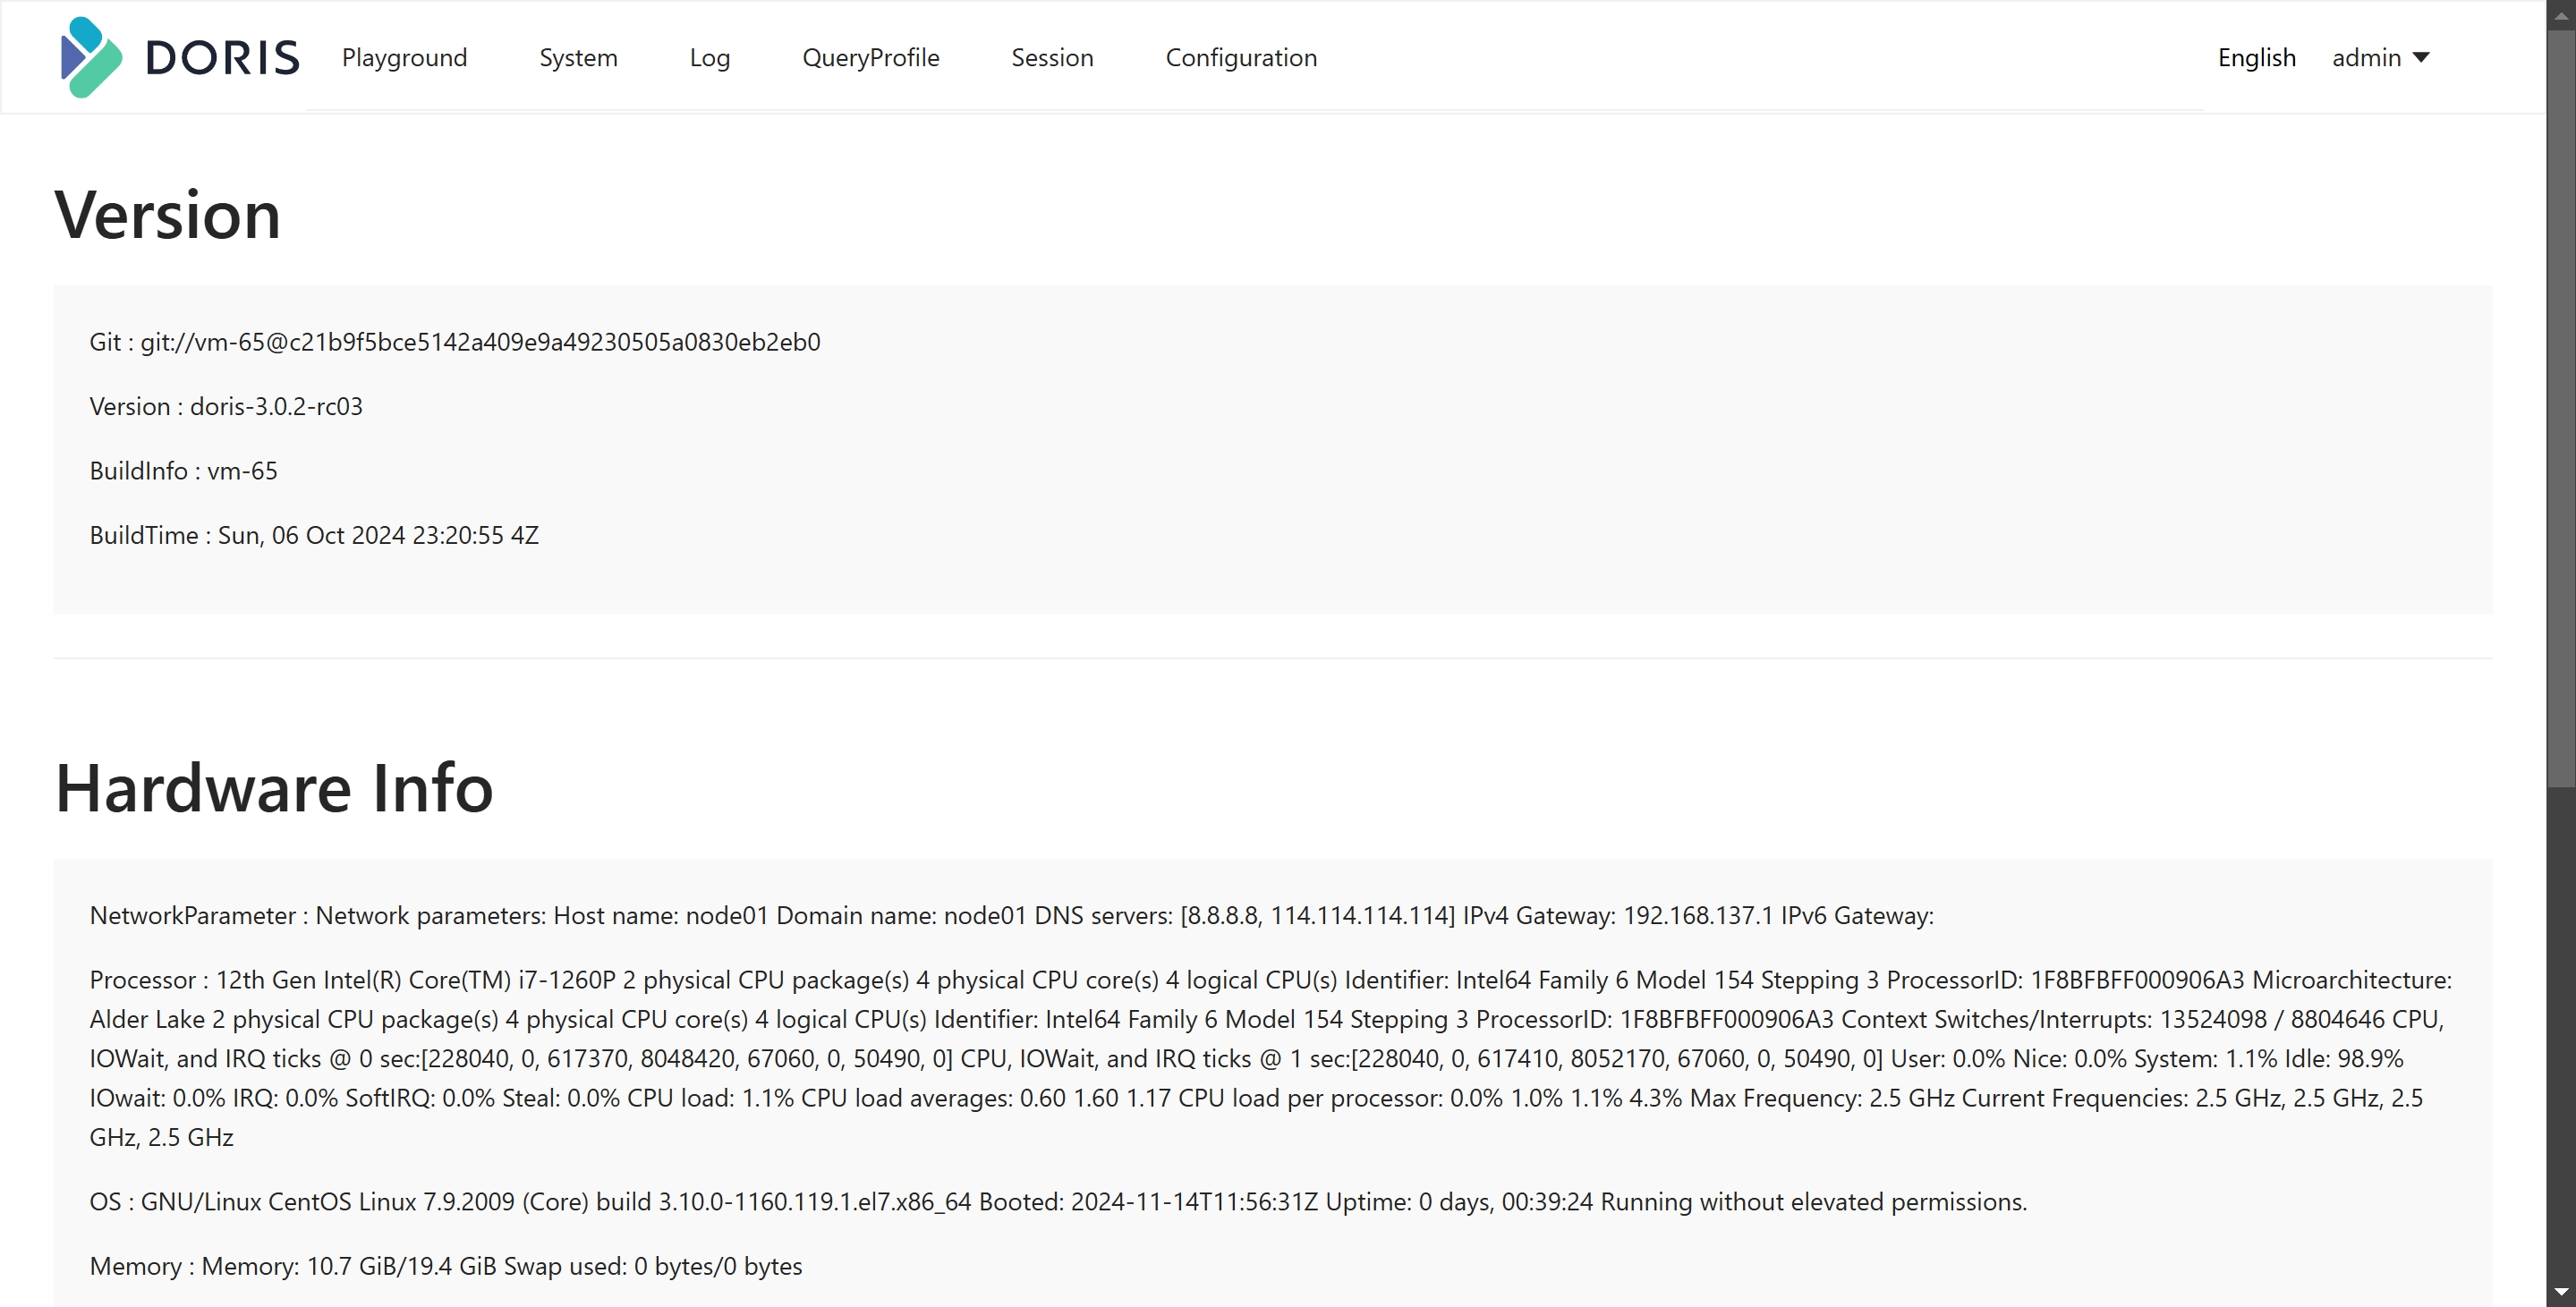 DORIS Playground System Log QueryProfile Session Configuration English admin
Version
Git : git://vm-65@c21b9f5bce5142a409e9a49230505a0830eb2eb0
Version : doris-3.0.2-rc03
BuildInfo : vm-65
BuildTime : Sun, 06 Oct 2024 23:20:55 4Z
Hardware Info
NetworkParameter : Network parameters: Host name: node01 Domain name: node01 DNS servers: [8.8.8.8, 114.114.114.114] IPv4 Gateway: 192.168.137.1 IPv6 Gateway:
Processor : 12th Gen Intel(R) Core(TM) i7-1260P 2 physical CPU package(s) 4 physical CPU core(s) 4 logical CPU(s) Identifier: Intel64 Family 6 Model 154 Stepping 3 ProcessorID: 1F8BFBFF000906A3 Microarchitecture:
Alder Lake 2 physical CPU package(s) 4 physical CPU core(s) 4 logical CPU(s) Identifier: Intel64 Family 6 Model 154 Stepping 3 ProcessorID: 1F8BFBFF000906A3 Context Switches/Interrupts: 13524098 / 8804646 CPU,
IOWait, and IRQ ticks @ 0 sec:[228040, 0, 617370, 8048420, 67060, 0, 50490, 0] CPU, IOWait, and IRQ ticks @ 1 sec:[228040, 0, 617410, 8052170, 67060, 0, 50490, 0] User: 0.0% Nice: 0.0% System: 1.1% Idle: 98.9%
IOwait: 0.0% IRQ: 0.0% SoftIRQ: 0.0% Steal: 0.0% CPU load: 1.1% CPU load averages: 0.60 1.60 1.17 CPU load per processor: 0.0% 1.0% 1.1% 4.3% Max Frequency: 2.5 GHz Current Frequencies: 2.5 GHz, 2.5 GHz, 2.5
GHz, 2.5 GHz
OS : GNU/Linux CentOS Linux 7.9.2009 (Core) build 3.10.0-1160.119.1.el7.x86_64 Booted: 2024-11-14T11:56:31Z Uptime: 0 days, 00:39:24 Running without elevated permissions.
Memory : Memory: 10.7 GiB/19.4 GiB Swap used: 0 bytes/0 bytes